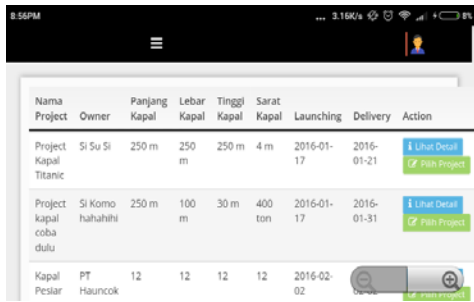 8:56PM ... 3.16K/s 8%
Nama Panjang Lebar Tinggi Sarat
Project Owner Kapal Kapal Kapal Kapal Launching Delivery Action
Project Si Su Si 250 m 250 250 m 4 m 2016-01- 2016- Lihat Detail
Kapal m 17 01-21 Pilih Project
Titanic
Project Si Komo 250 m 100 30 m 400 2016-01- 2016- Lihat Detail
kapal hahahihi m ton 17 01-31 Pilih Project
coba
dulu
Kapal PT 12 12 12 12 2016-02-
Pesiar Hauncok 02 Pilih Project